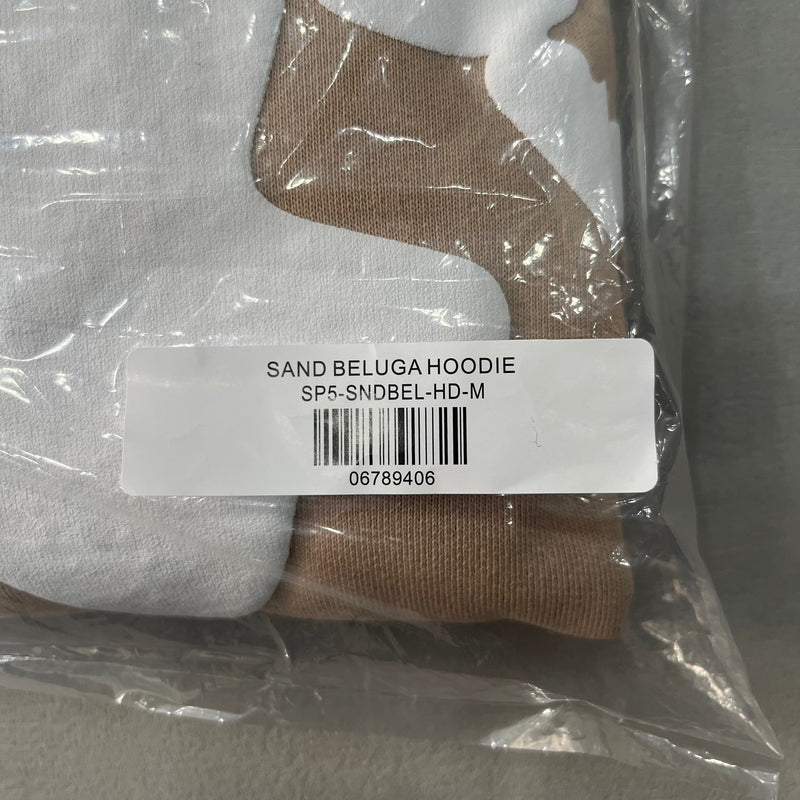 SAND BELUGA HOODIE
SP5-SNDBEL-HD-M
06789406